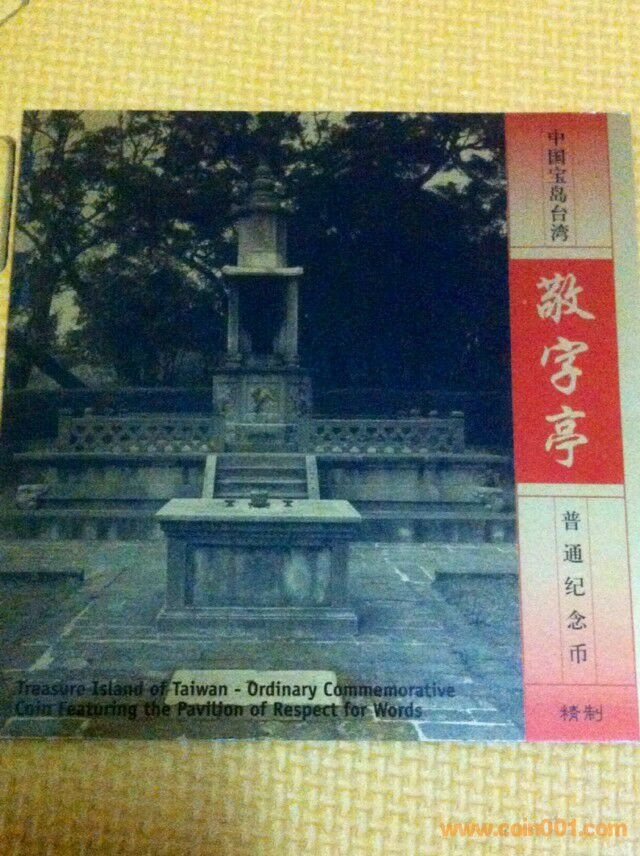 中国宝岛台湾
敬字亭
普通纪念币
精制
Treasure Island of Taiwan - Ordinary Commemorative
Coin Featuring the Pavilion of Respect for Words
www.coin001.com